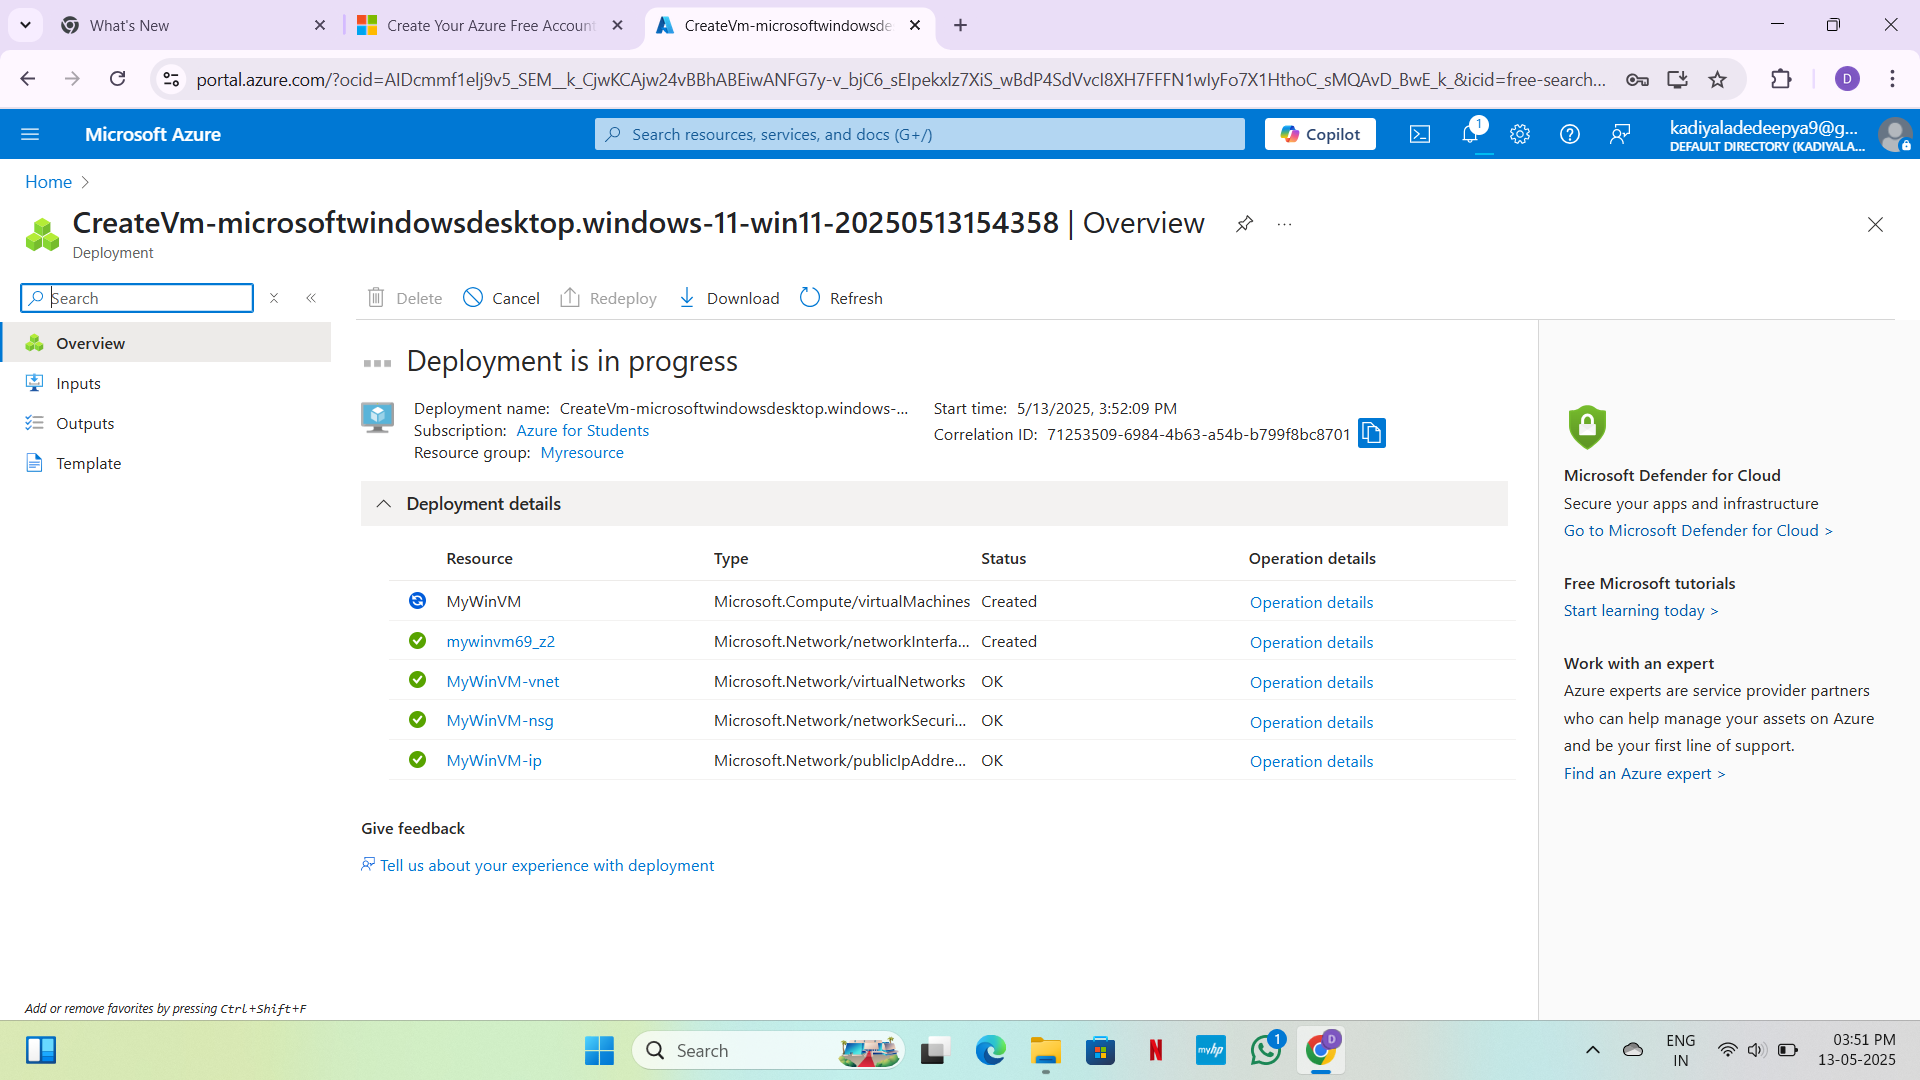 What's New
Create Your Azure Free Account
CreateVm-microsoftwindowsde
portal.azure.com/?ocid=AIDcmmf1elj9v5_SEM__k_CjwKCAjw24vBBhABEiwANFG7y-v_bjC6_sEIpekxlz7XiS_wBdP4SdVvcI8XH7FFFN1wIyFo7X1HthoC_sMQAvD_BwE_k_&icid=free-search...
D
Microsoft Azure
Search resources, services, and docs (G+/)
Copilot
1
kadiyaladedeepya9@g...
DEFAULT DIRECTORY (KADIYALA...
Home
CreateVm-microsoftwindowsdesktop.windows-11-win11-20250513154358 | Overview
Deployment
Search
Delete
Cancel
Redeploy
Download
Refresh
Overview
Inputs
Outputs
Template
Deployment is in progress
Deployment name: CreateVm-microsoftwindowsdesktop.windows-...
Subscription: Azure for Students
Resource group: Myresource
Start time: 5/13/2025, 3:52:09 PM
Correlation ID: 71253509-6984-4b63-a54b-b799f8bc8701
Deployment details
Resource Type Status Operation details
MyWinVM Microsoft.Compute/virtualMachines Created Operation details
mywinvm69_z2 Microsoft.Network/networkInterfa... Created Operation details
MyWinVM-vnet Microsoft.Network/virtualNetworks OK Operation details
MyWinVM-nsg Microsoft.Network/networkSecuri... OK Operation details
MyWinVM-ip Microsoft.Network/publicIpAddre... OK Operation details
Give feedback
Tell us about your experience with deployment
Microsoft Defender for Cloud
Secure your apps and infrastructure
Go to Microsoft Defender for Cloud >
Free Microsoft tutorials
Start learning today >
Work with an expert
Azure experts are service provider partners
who can help manage your assets on Azure
and be your first line of support.
Find an Azure expert >
Add or remove favorites by pressing Ctrl+Shift+F
Search
N
myhp
1
D
ENG
IN
03:51 PM
13-05-2025